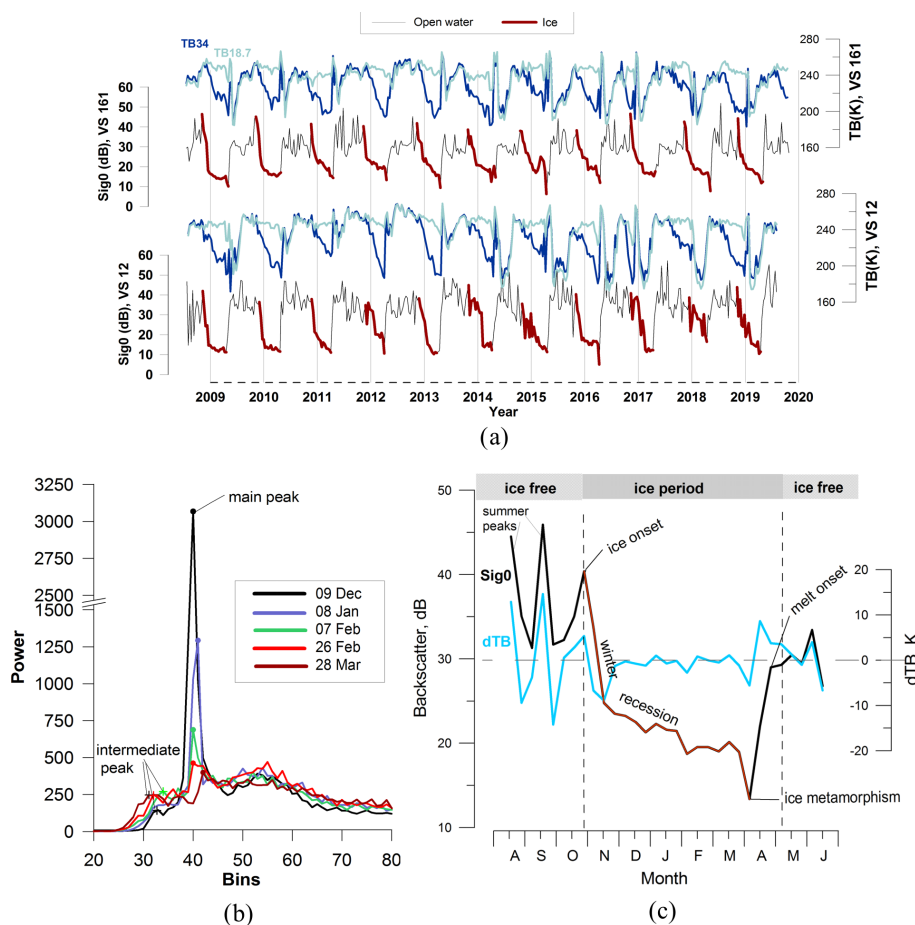 Open water Ice
TB34
TB18.7
280
240
200
160
TB(K), VS 161
60
50
40
30
20
10
0
Sig0 (dB), VS 161
280
240
200
160
TB(K), VS 12
60
50
40
30
20
10
0
Sig0 (dB), VS 12
2009 2010 2011 2012 2013 2014 2015 2016 2017 2018 2019 2020
Year
(a)
3250
3000
2750
2500
1500
1250
1000
750
500
250
0
Power
main peak
09 Dec
08 Jan
07 Feb
26 Feb
28 Mar
intermediate
peak
20 30 40 50 60 70 80
Bins
(b)
ice free ice period ice free
50
40
30
20
10
Backscatter, dB
summer
peaks
Sig0
dTB
ice onset
winter
recession
melt onset
ice metamorphism
20
10
0
-10
-20
dTB, K
A S O N D J F M A M J
Month
(c)